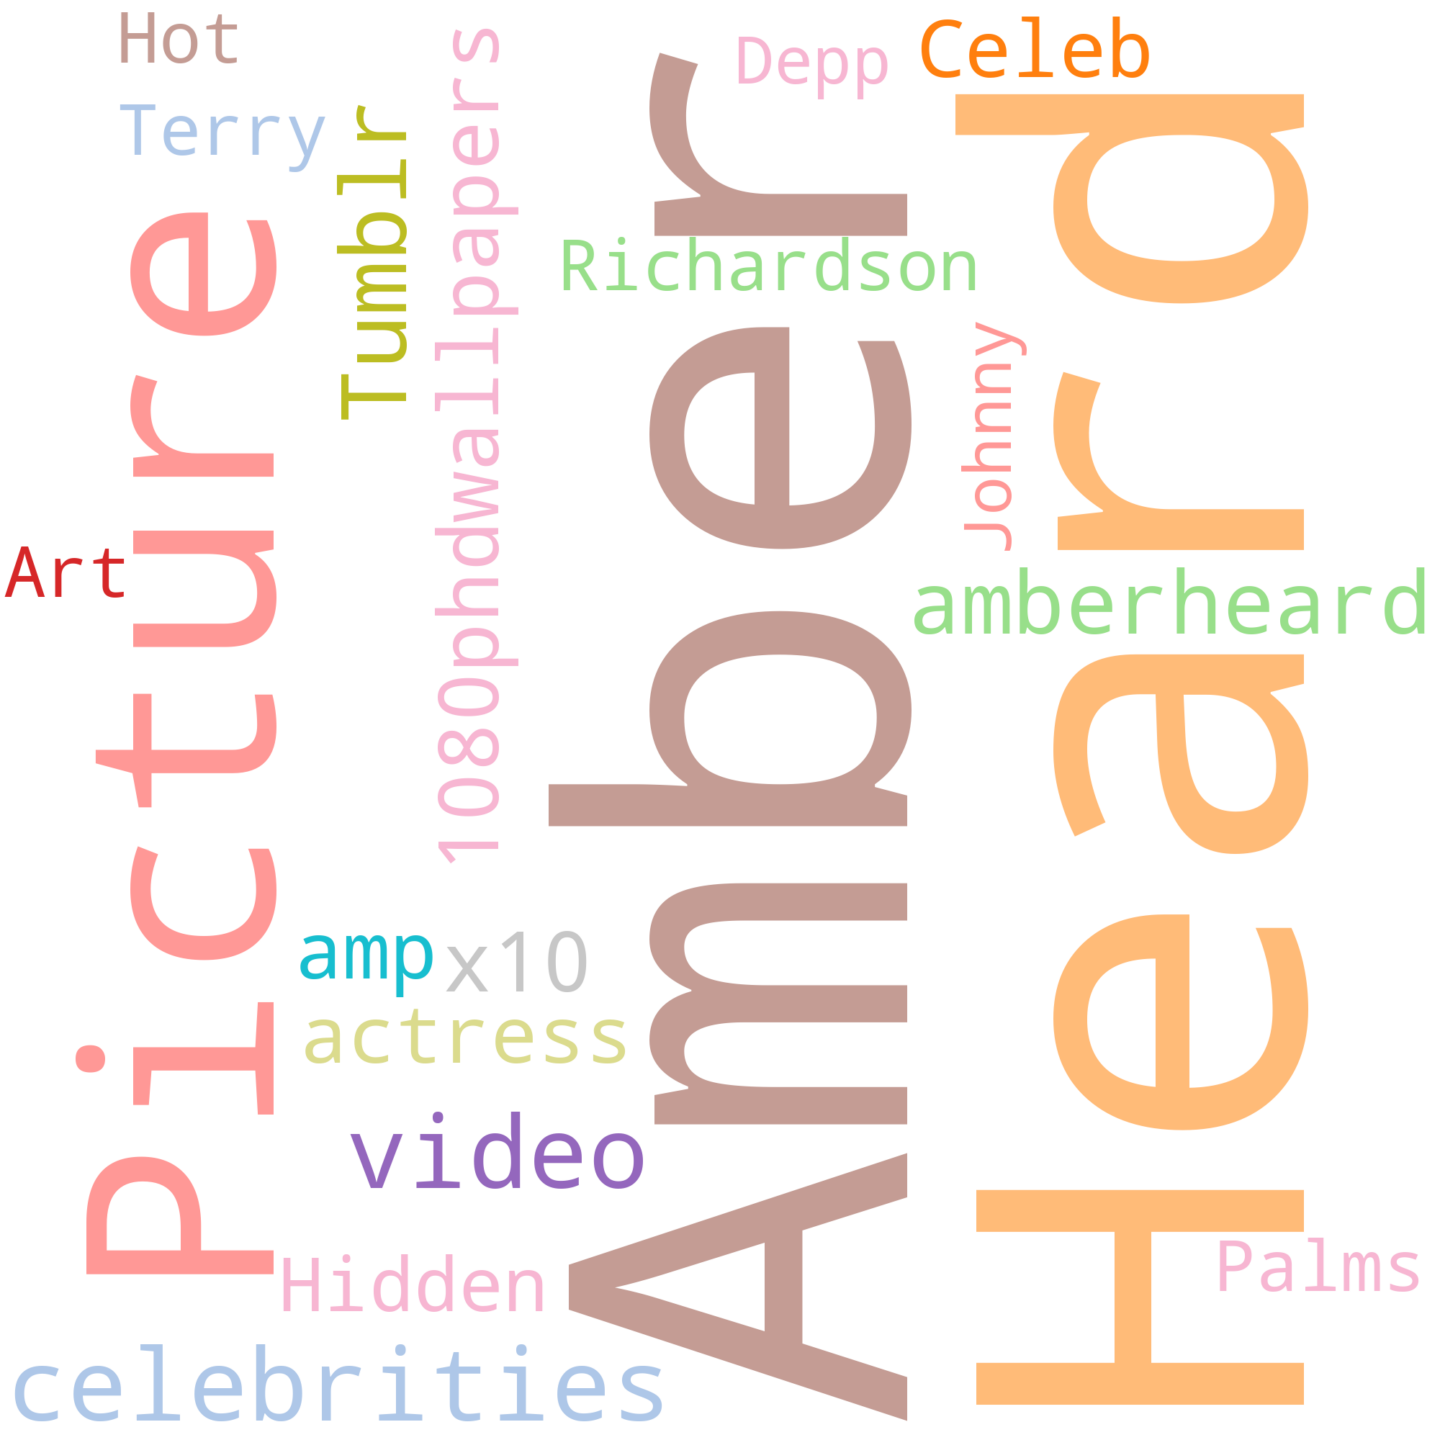 Hot
Depp
Celeb
Terry
Tumblr
1080phdwallpapers
Richardson
Picture
Amber
Heard
Johnny
Art
amberheard
amp
x10
actress
video
Hidden
Palms
celebrities